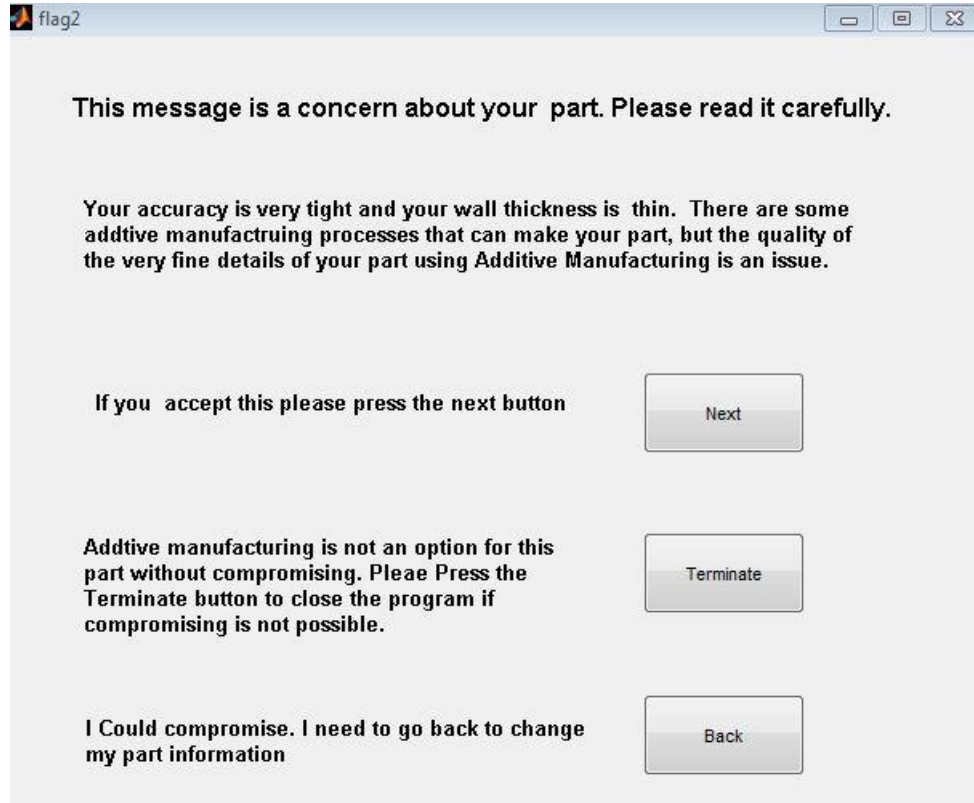 flag2
This message is a concern about your  part. Please read it carefully.
Your accuracy is very tight and your wall thickness is  thin.  There are some
addtive manufactruing processes that can make your part, but the quality of
the very fine details of your part using Additive Manufacturing is an issue.
If you  accept this please press the next button
Next
Addtive manufacturing is not an option for this
part without compromising. Pleae Press the
Terminate button to close the program if
compromising is not possible.
Terminate
I Could compromise. I need to go back to change
my part information
Back